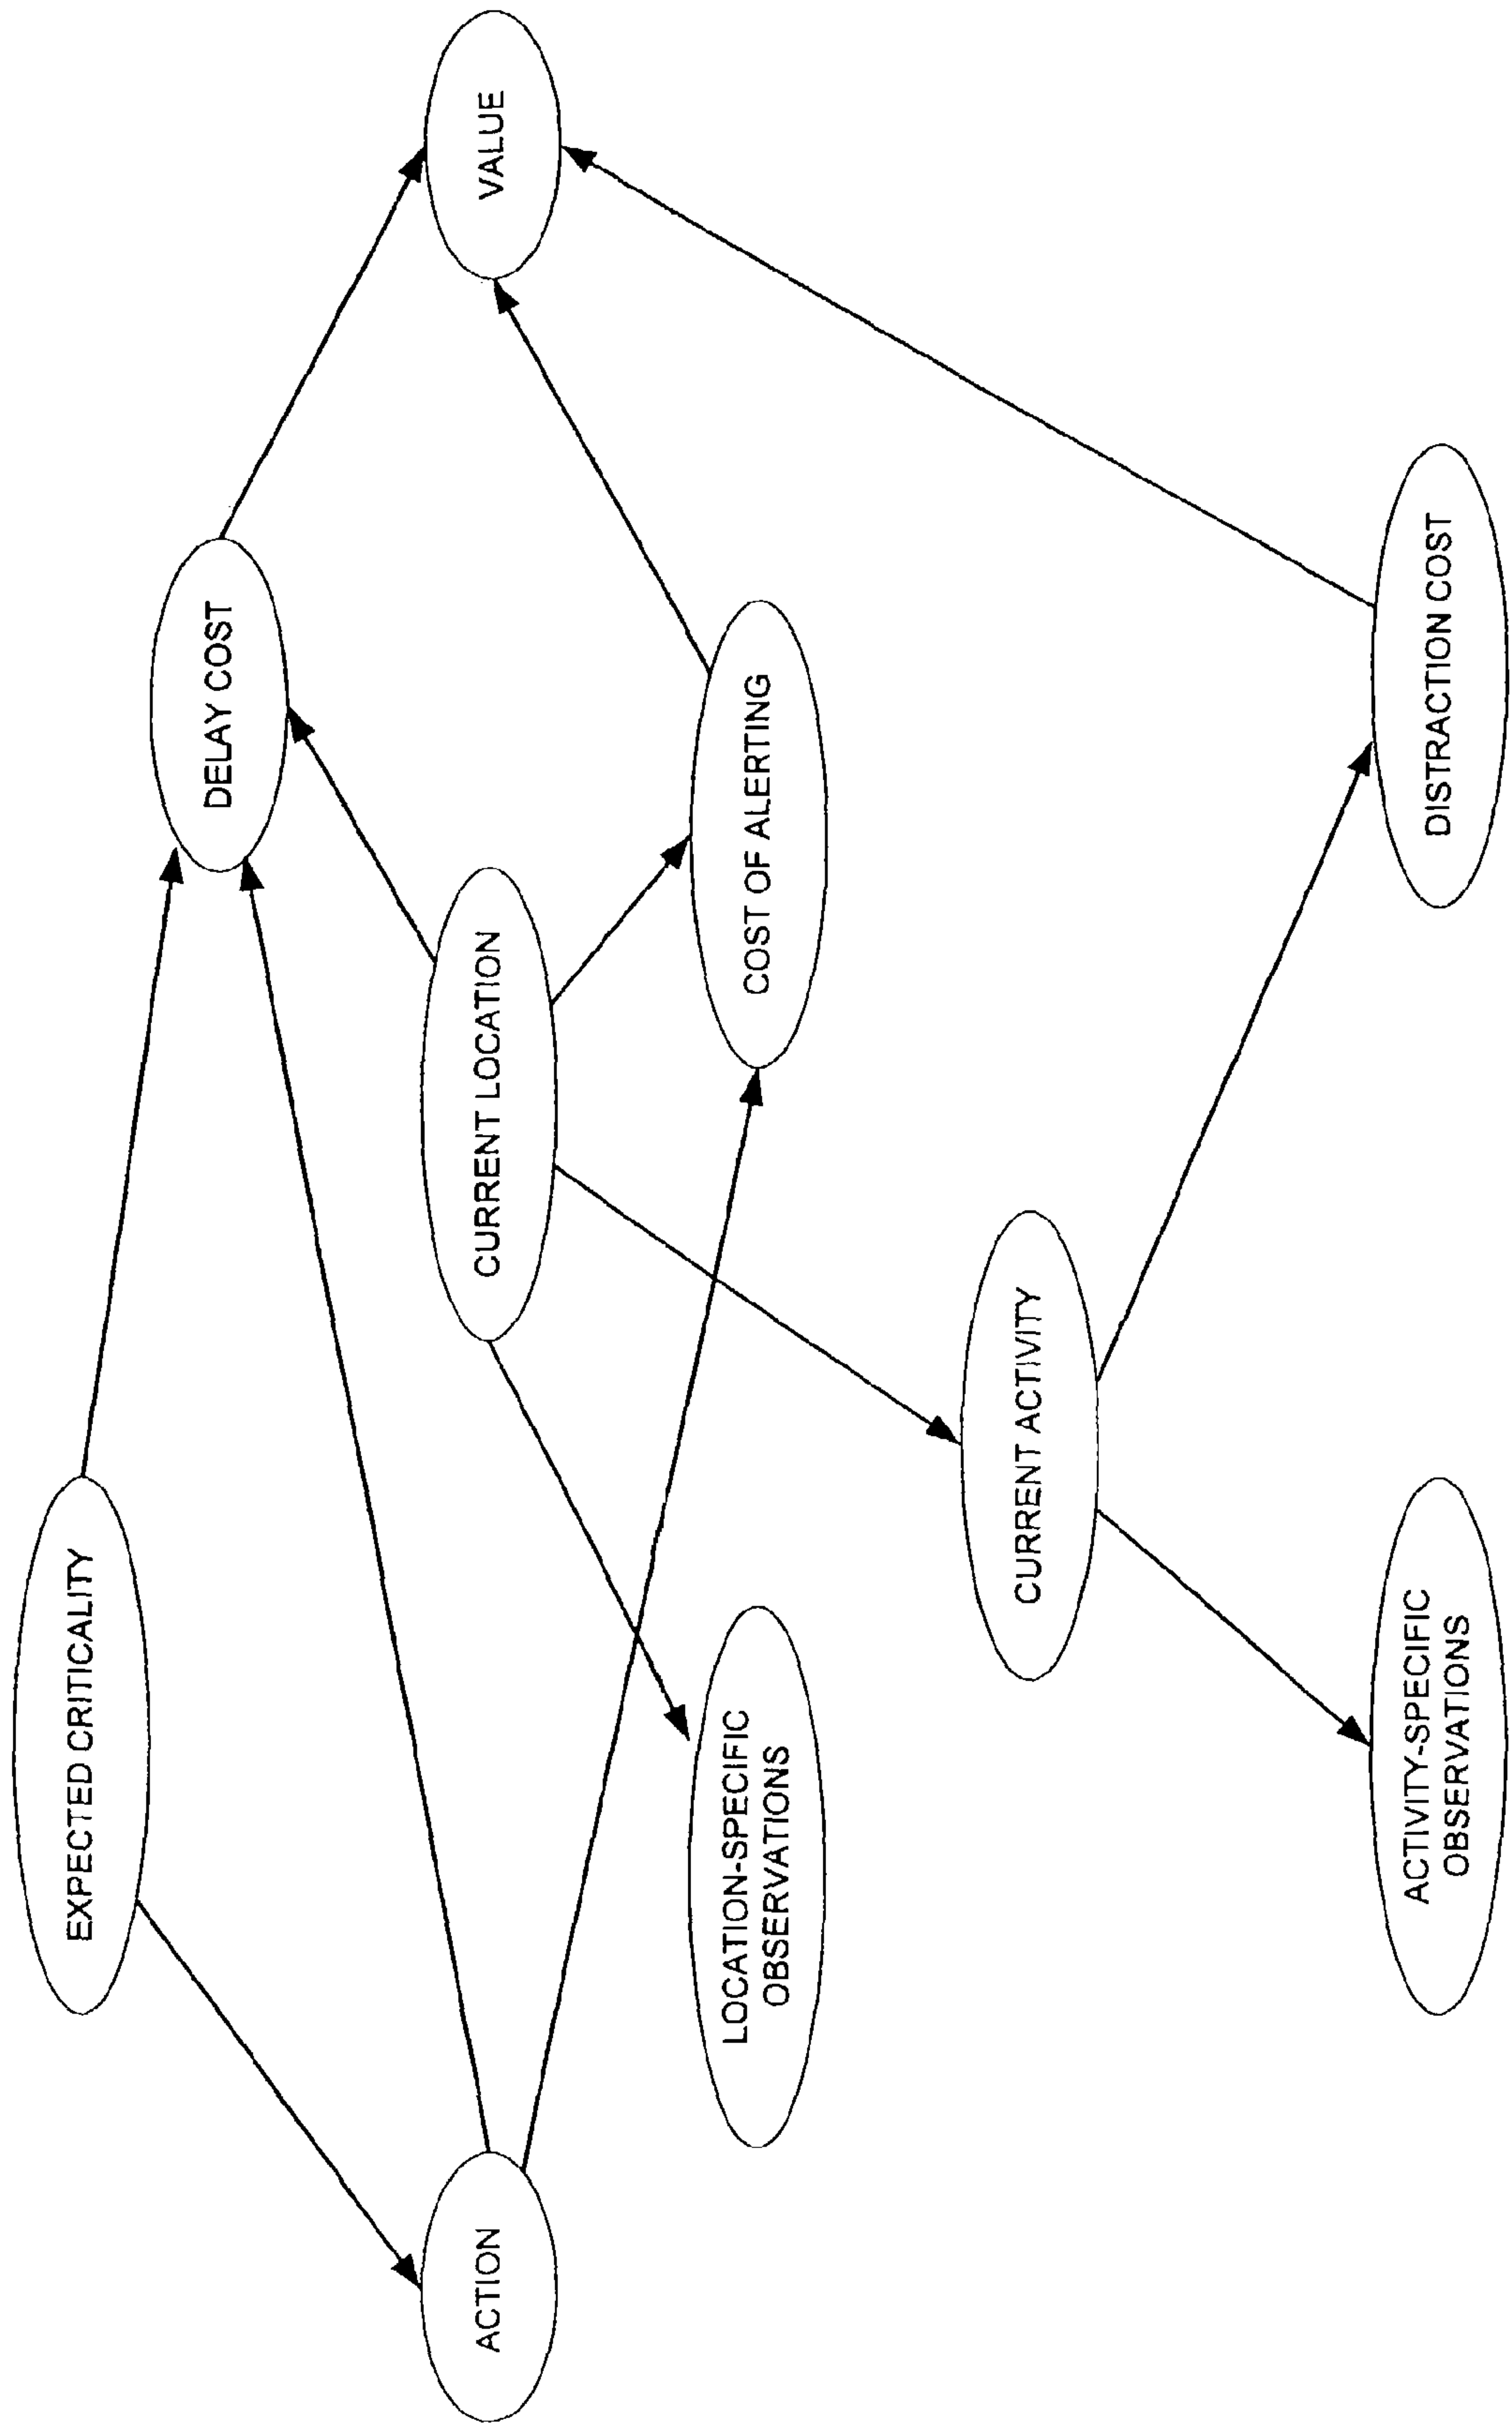 EXPECTED CRITICALITY
DELAY COST
ACTION
CURRENT LOCATION
VALUE
LOCATION-SPECIFIC
OBSERVATIONS
COST OF ALERTING
CURRENT ACTIVITY
ACTIVITY-SPECIFIC
OBSERVATIONS
DISTRACTION COST